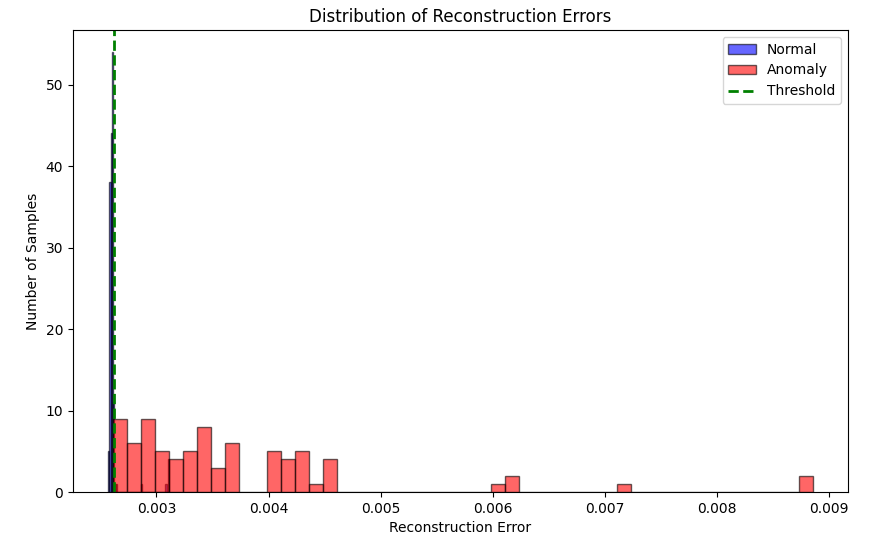 Distribution of Reconstruction Errors
Normal
Anomaly
Threshold
Number of Samples
50
40
30
20
10
0
0.003 0.004 0.005 0.006 0.007 0.008 0.009
Reconstruction Error